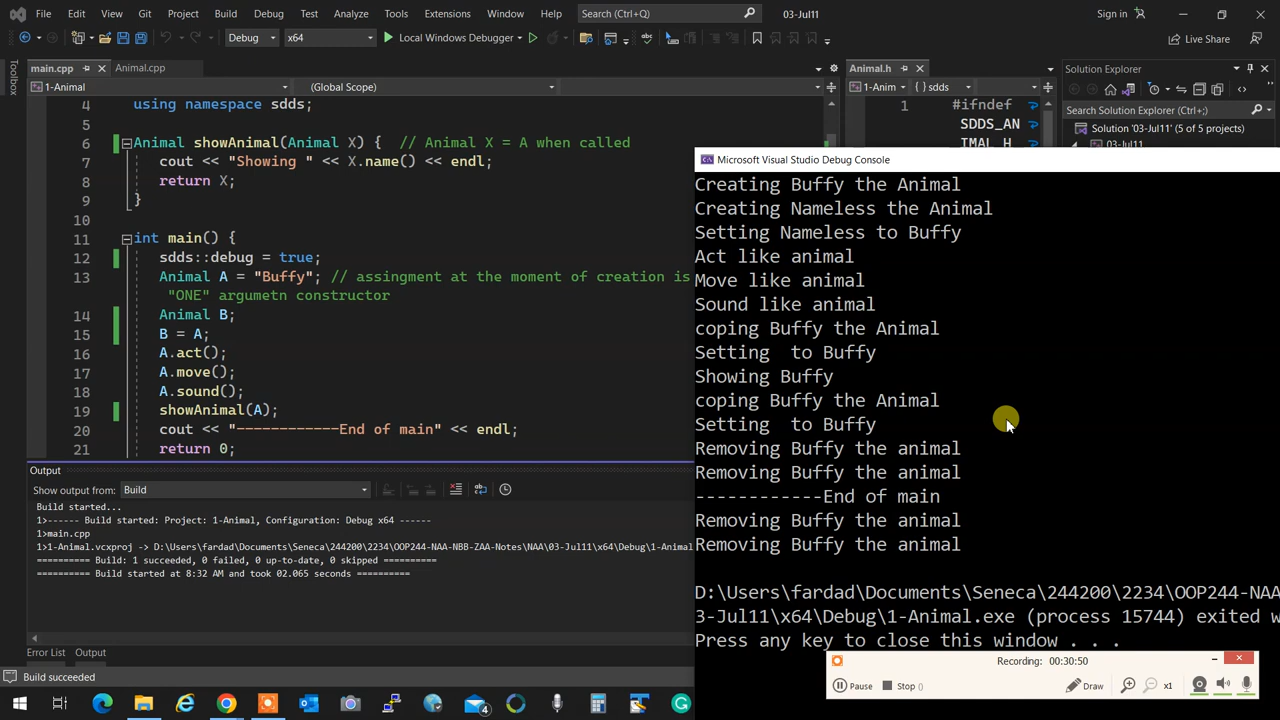 File Edit View Git Project Build Debug Test Analyze Tools Extensions Window Help Search (Ctrl+Q) 03-Jul11 Sign in
Debug x64 Local Windows Debugger Live Share
Toolbox
main.cpp Animal.cpp Animal.h Solution Explorer
1-Animal (Global Scope) 1-Anim sdds
Search Solution Explorer (Ctrl+;)
Solution '03-Jul11' (5 of 5 projects)
03-Jul11
4 using namespace sdds;
5
6 Animal showAnimal(Animal X) { // Animal X = A when called
7 cout << "Showing " << X.name() << endl;
8 return X;
9 }
10
11 int main() {
12 sdds::debug = true;
13 Animal A = "Buffy"; // assingment at the moment of creation is
"ONE" argumetn constructor
14 Animal B;
15 B = A;
16 A.act();
17 A.move();
18 A.sound();
19 showAnimal(A);
20 cout << "------------End of main" << endl;
21 return 0;
1 #ifndef
SDDS_AN
IMAL_H
Microsoft Visual Studio Debug Console
Creating Buffy the Animal
Creating Nameless the Animal
Setting Nameless to Buffy
Act like animal
Move like animal
Sound like animal
coping Buffy the Animal
Setting  to Buffy
Showing Buffy
coping Buffy the Animal
Setting  to Buffy
Removing Buffy the animal
Removing Buffy the animal
------------End of main
Removing Buffy the animal
Removing Buffy the animal
D:\Users\fardad\Documents\Seneca\244200\2234\OOP244-NAA
3-Jul11\x64\Debug\1-Animal.exe (process 15744) exited w
Press any key to close this window . . .
Output
Show output from: Build
Build started...
1>------ Build started: Project: 1-Animal, Configuration: Debug x64 ------
1>main.cpp
1>1-Animal.vcxproj -> D:\Users\fardad\Documents\Seneca\244200\2234\OOP244-NAA-NBB-ZAA-Notes\NAA\03-Jul11\x64\Debug\1-Animal
========== Build: 1 succeeded, 0 failed, 0 up-to-date, 0 skipped ==========
========== Build started at 8:32 AM and took 02.065 seconds ==========
Error List Output
Build succeeded
Recording: 00:30:50
Pause Stop () Draw x1
4